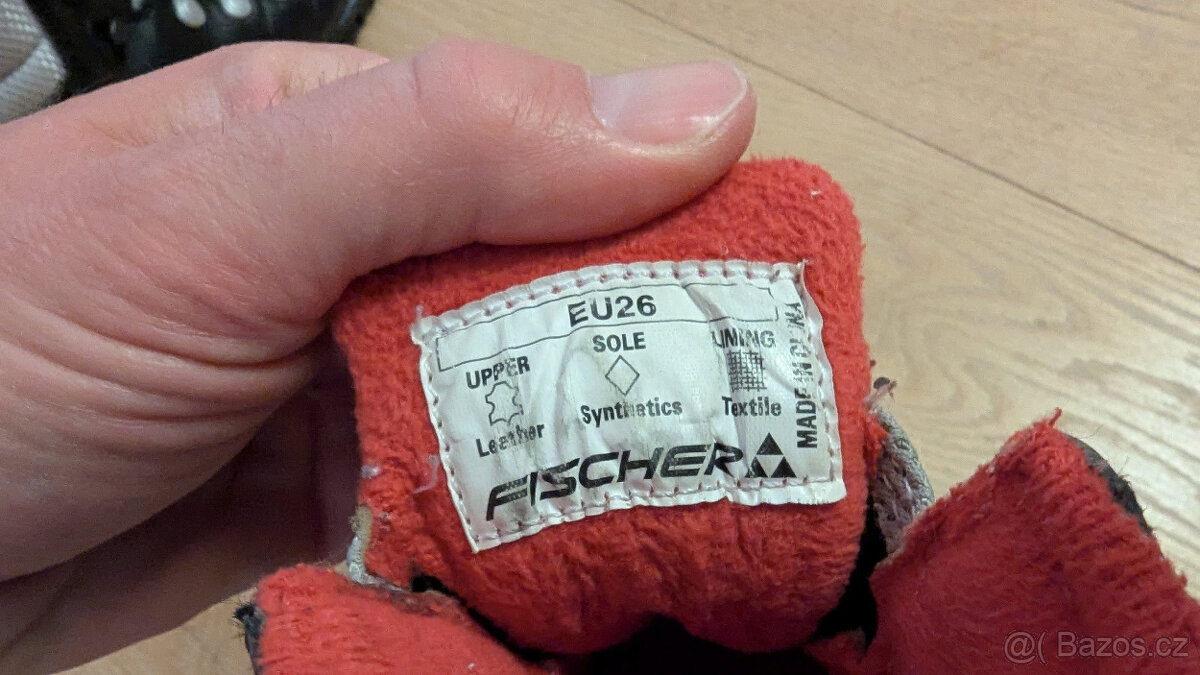 EU26
UPPER
SOLE
LINING
Leather
Synthetics
Textile
MADE IN CHINA
FISCHER
@( Bazos.cz